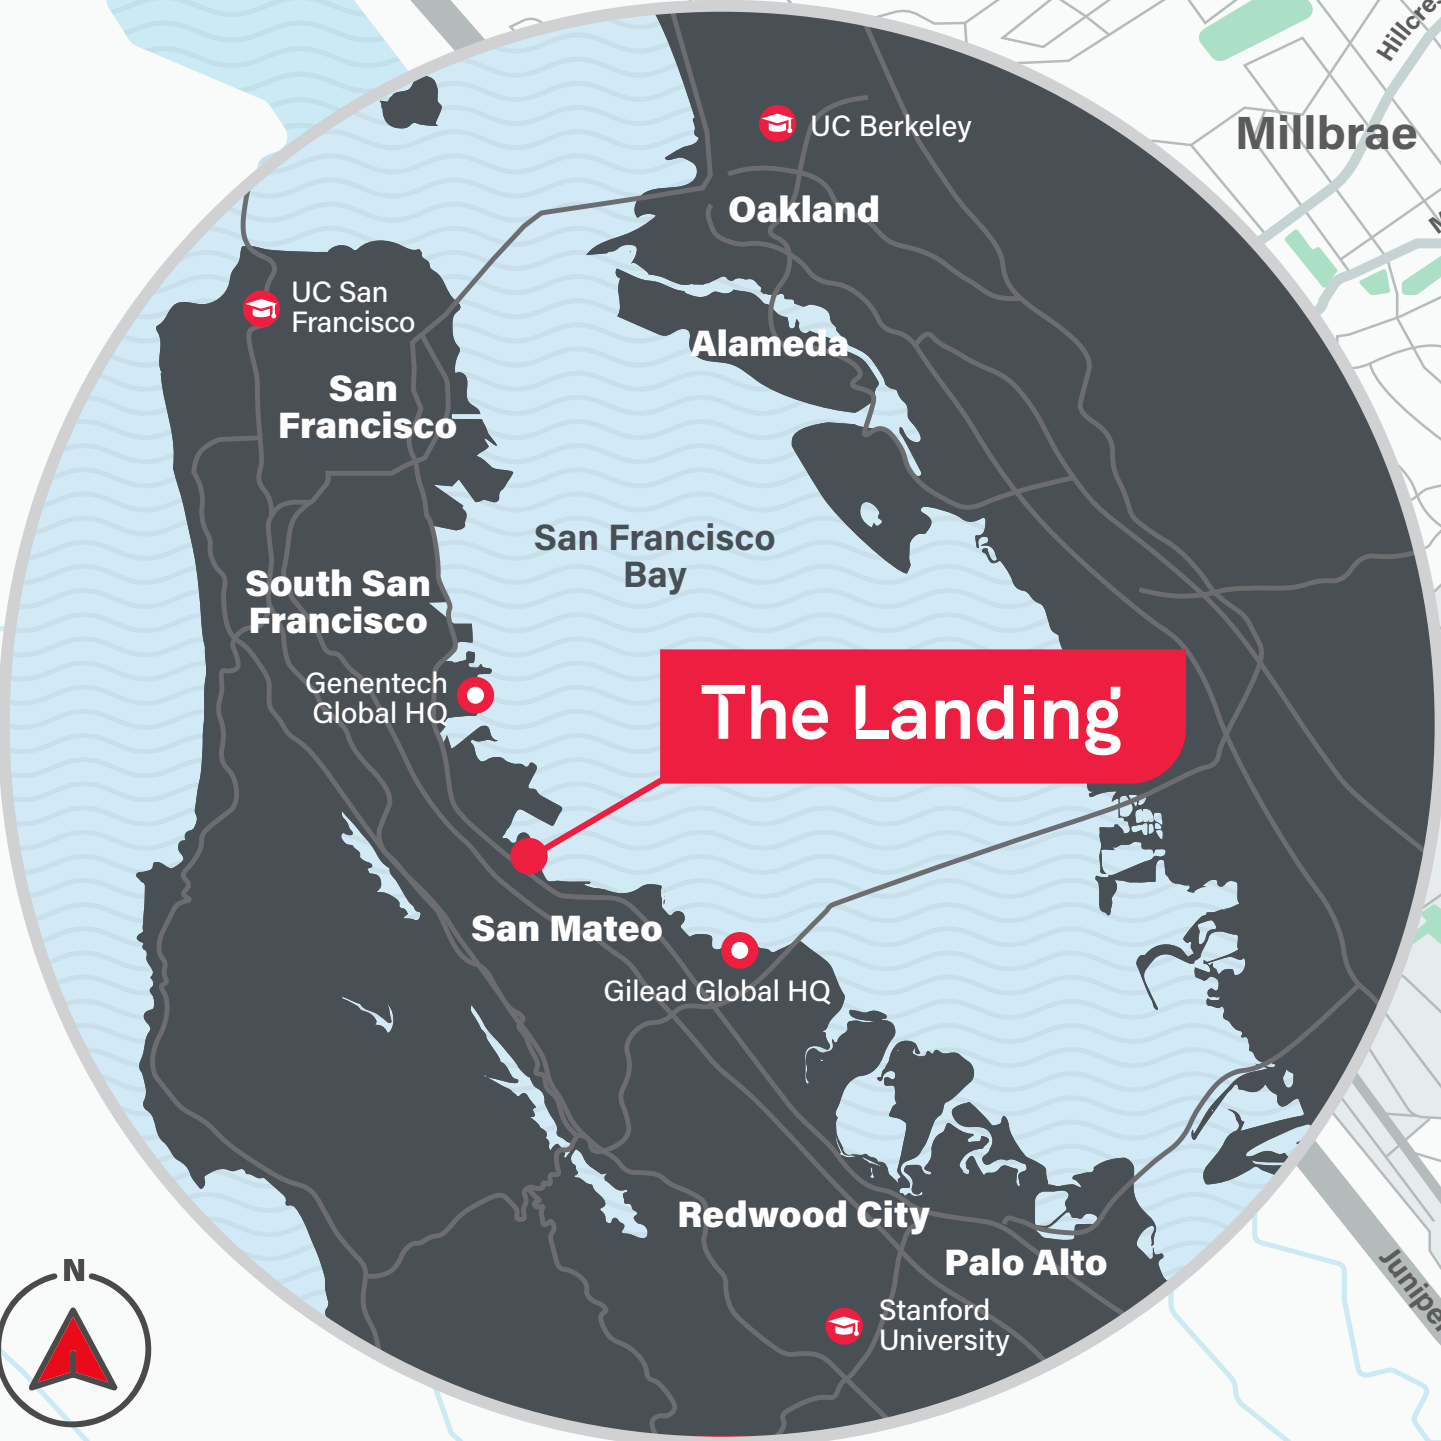 Millbrae
UC Berkeley
Oakland
UC San
Francisco
Alameda
San
Francisco
San Francisco
Bay
South San
Francisco
Genentech
Global HQ
The Landing
San Mateo
Gilead Global HQ
Redwood City
Palo Alto
Stanford
University
N